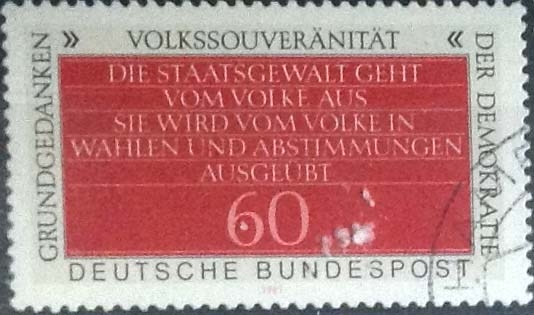 GRUNDGEDANKEN
» VOLKSSOUVERÄNITÄT «
DER DEMOKRATIE
DIE STAATSGEWALT GEHT
VOM VOLKE AUS
SIE WIRD VOM VOLKE IN
WAHLEN UND ABSTIMMUNGEN
AUSGEÜBT
60
DEUTSCHE BUNDESPOST
1981